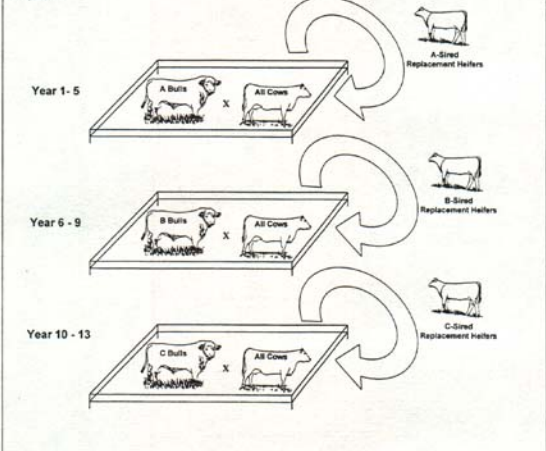 A-Sired
Replacement Heifers
Year 1- 5
A Bulls
x
All Cows
B-Sired
Replacement Heifers
Year 6 - 9
B Bulls
x
All Cows
C-Sired
Replacement Heifers
Year 10 - 13
C Bulls
x
All Cows